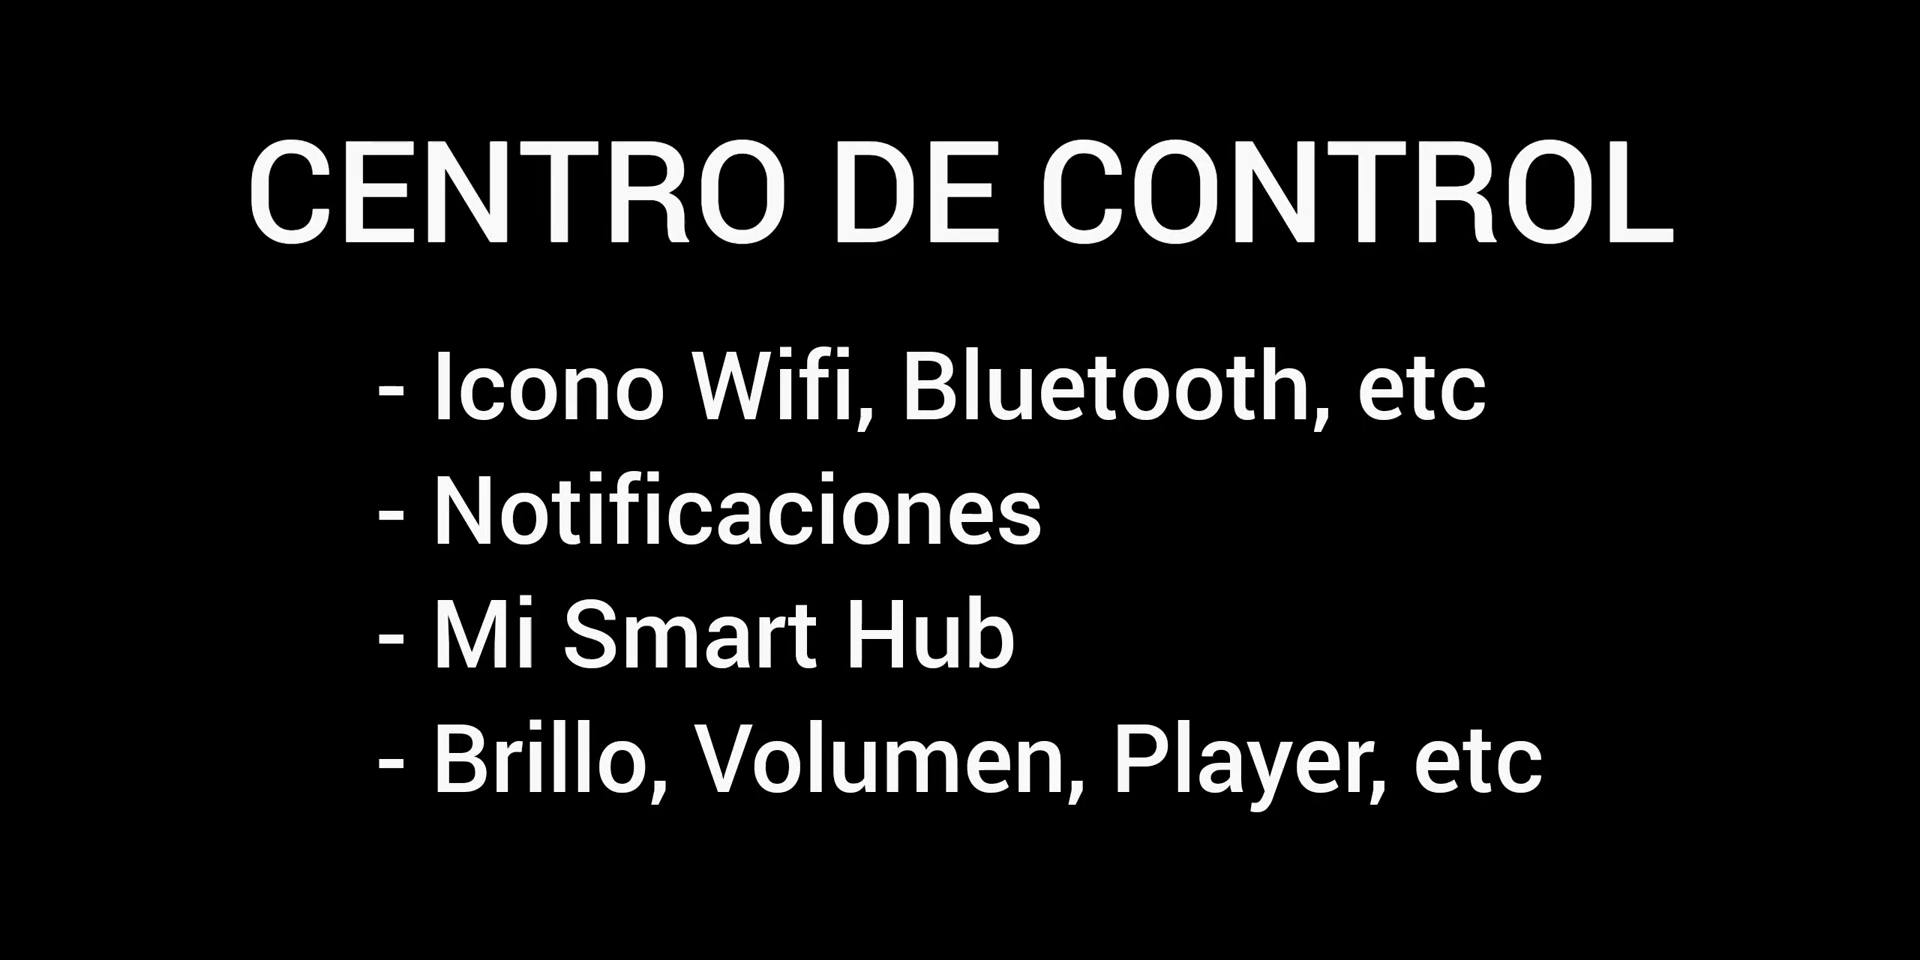 CENTRO DE CONTROL
- Icono Wifi, Bluetooth, etc
- Notificaciones
- Mi Smart Hub
- Brillo, Volumen, Player, etc